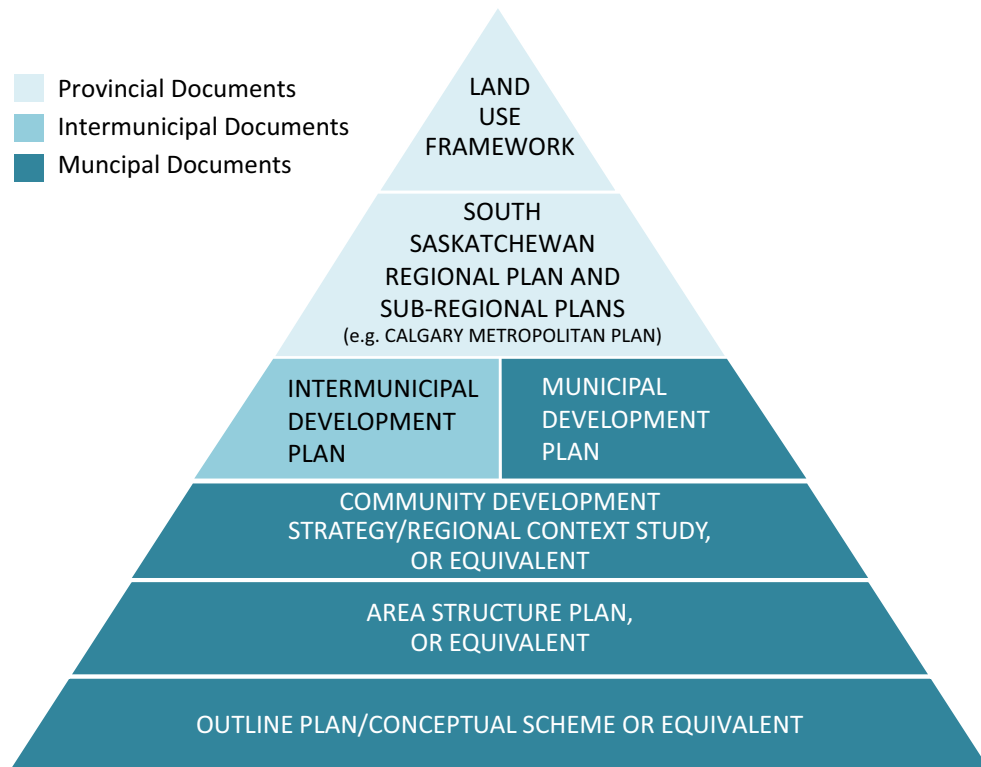 Provincial Documents
Intermunicipal Documents
Muncipal Documents
LAND
USE
FRAMEWORK
SOUTH
SASKATCHEWAN
REGIONAL PLAN AND
SUB-REGIONAL PLANS
(e.g. CALGARY METROPOLITAN PLAN)
INTERMUNICIPAL
DEVELOPMENT
PLAN
MUNICIPAL
DEVELOPMENT
PLAN
COMMUNITY DEVELOPMENT
STRATEGY/REGIONAL CONTEXT STUDY,
OR EQUIVALENT
AREA STRUCTURE PLAN,
OR EQUIVALENT
OUTLINE PLAN/CONCEPTUAL SCHEME OR EQUIVALENT